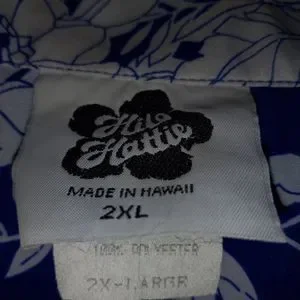 Hilo
Hattie
MADE IN HAWAII
2XL
100% POLYESTER
2X-LARGE